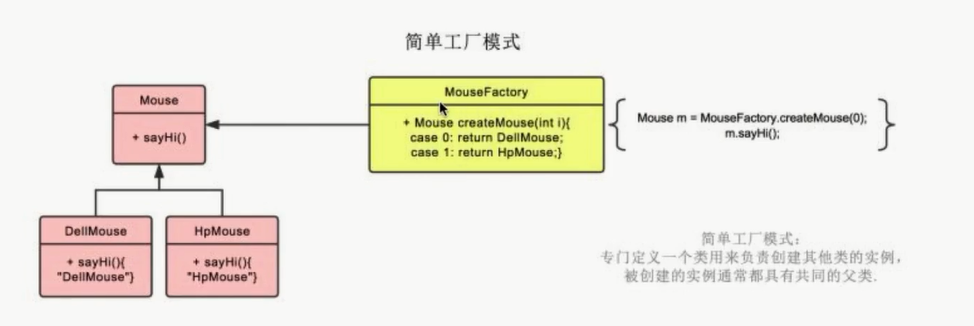 简单工厂模式
Mouse
+ sayHi()
MouseFactory
+ Mouse createMouse(int i){
case 0: return DellMouse;
case 1: return HpMouse;}
Mouse m = MouseFactory.createMouse(0);
m.sayHi();
DellMouse
+ sayHi(){
"DellMouse"}
HpMouse
+ sayHi(){
"HpMouse"}
简单工厂模式：
专门定义一个类用来负责创建其他类的实例，
被创建的实例通常都具有共同的父类.